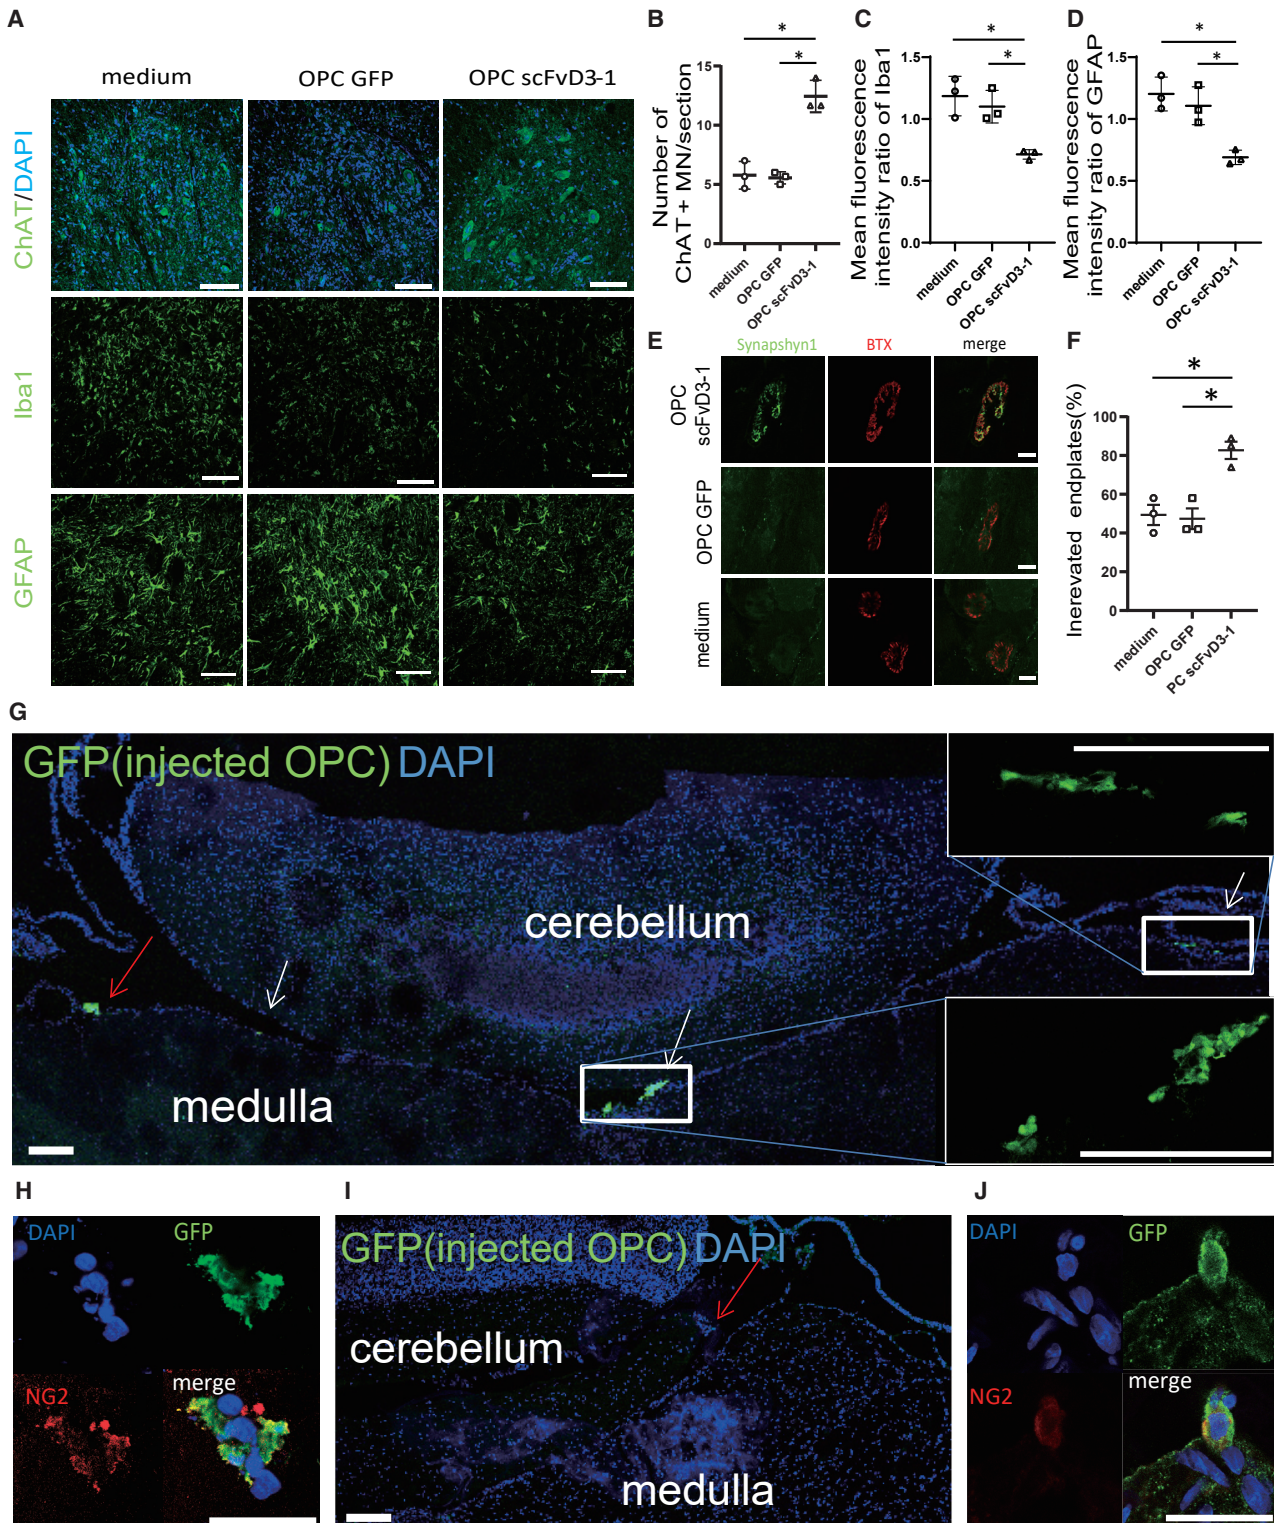 A
medium
OPC GFP
OPC scFvD3-1
ChAT/DAPI
Iba1
GFAP
B
Number of
ChAT + MN/section
15
10
5
0
*
*
medium
OPC GFP
OPC scFvD3-1
C
Mean fluorescence
intensity ratio of Iba1
1.5
1.0
0.5
0.0
*
*
medium
OPC GFP
OPC scFvD3-1
D
Mean fluorescence
intensity ratio of GFAP
1.5
1.0
0.5
0.0
*
*
medium
OPC GFP
OPC scFvD3-1
E
Synapshyn1
BTX
merge
OPC
scFvD3-1
OPC GFP
medium
F
Inerevated endplates(%)
100
80
60
40
20
0
*
*
medium
OPC GFP
PC scFvD3-1
G
GFP(injected OPC) DAPI
cerebellum
medulla
H
DAPI
GFP
NG2
merge
I
GFP(injected OPC) DAPI
cerebellum
medulla
J
DAPI
GFP
NG2
merge